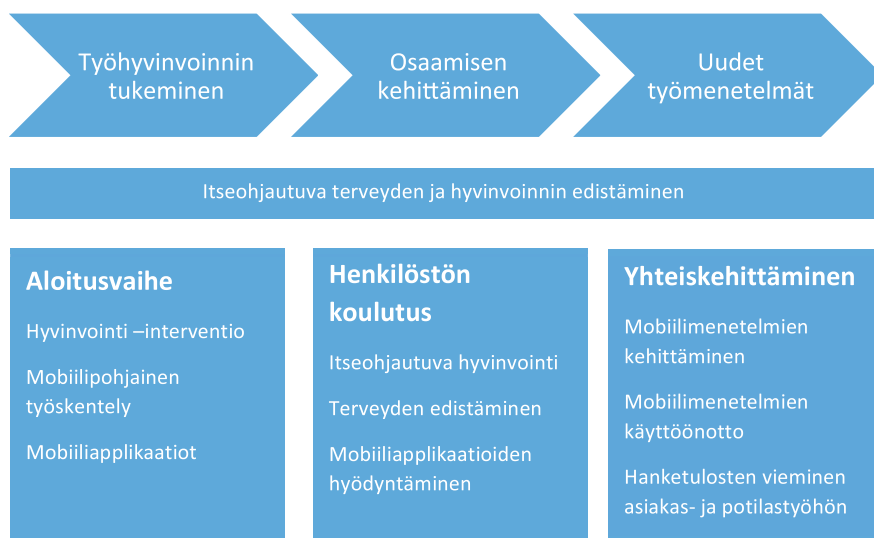 Työhyvinvoinnin
tukeminen
Osaamisen
kehittäminen
Uudet
työmenetelmät
Itseohjautuva terveyden ja hyvinvoinnin edistäminen
Aloitusvaihe
Hyvinvointi –interventio
Mobiilipohjainen
työskentely
Mobiiliapplikaatiot
Henkilöstön
koulutus
Itseohjautuva hyvinvointi
Terveyden edistäminen
Mobiiliapplikaatioiden
hyödyntäminen
Yhteiskehittäminen
Mobiilimenetelmien
kehittäminen
Mobiilimenetelmien
käyttöönotto
Hanketulosten vieminen
asiakas- ja potilastyöhön